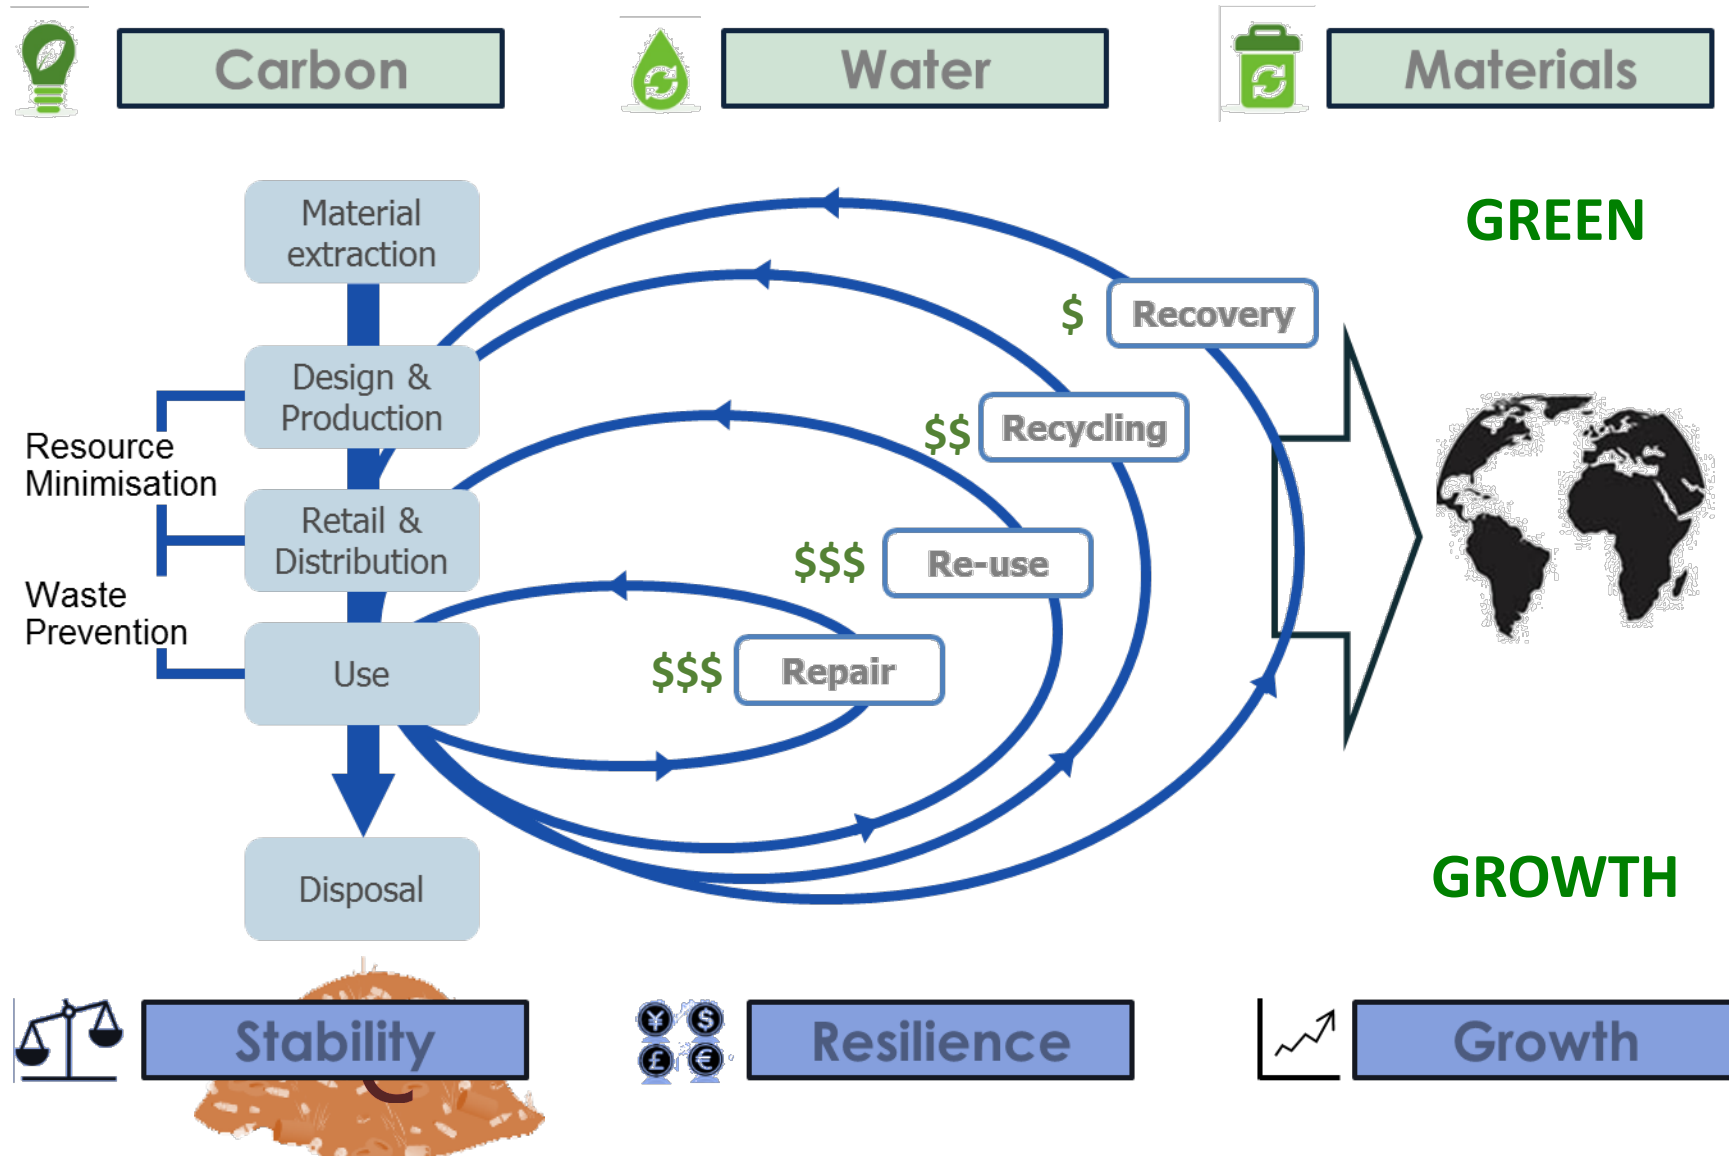 Carbon
Water
Materials
Material
extraction
GREEN
$ Recovery
Design &
Production
$$ Recycling
Resource
Minimisation
Retail &
Distribution
$$$ Re-use
Waste
Prevention
Use
$$$ Repair
Disposal
GROWTH
Stability
¥ $
£ €
Resilience
Growth